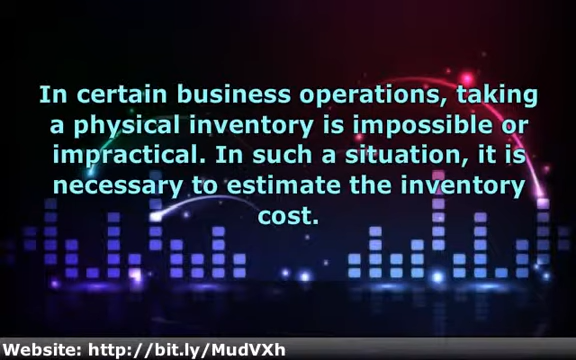 In certain business operations, taking
a physical inventory is impossible or
impractical. In such a situation, it is
necessary to estimate the inventory
cost.
Website: http://bit.ly/MudVXh